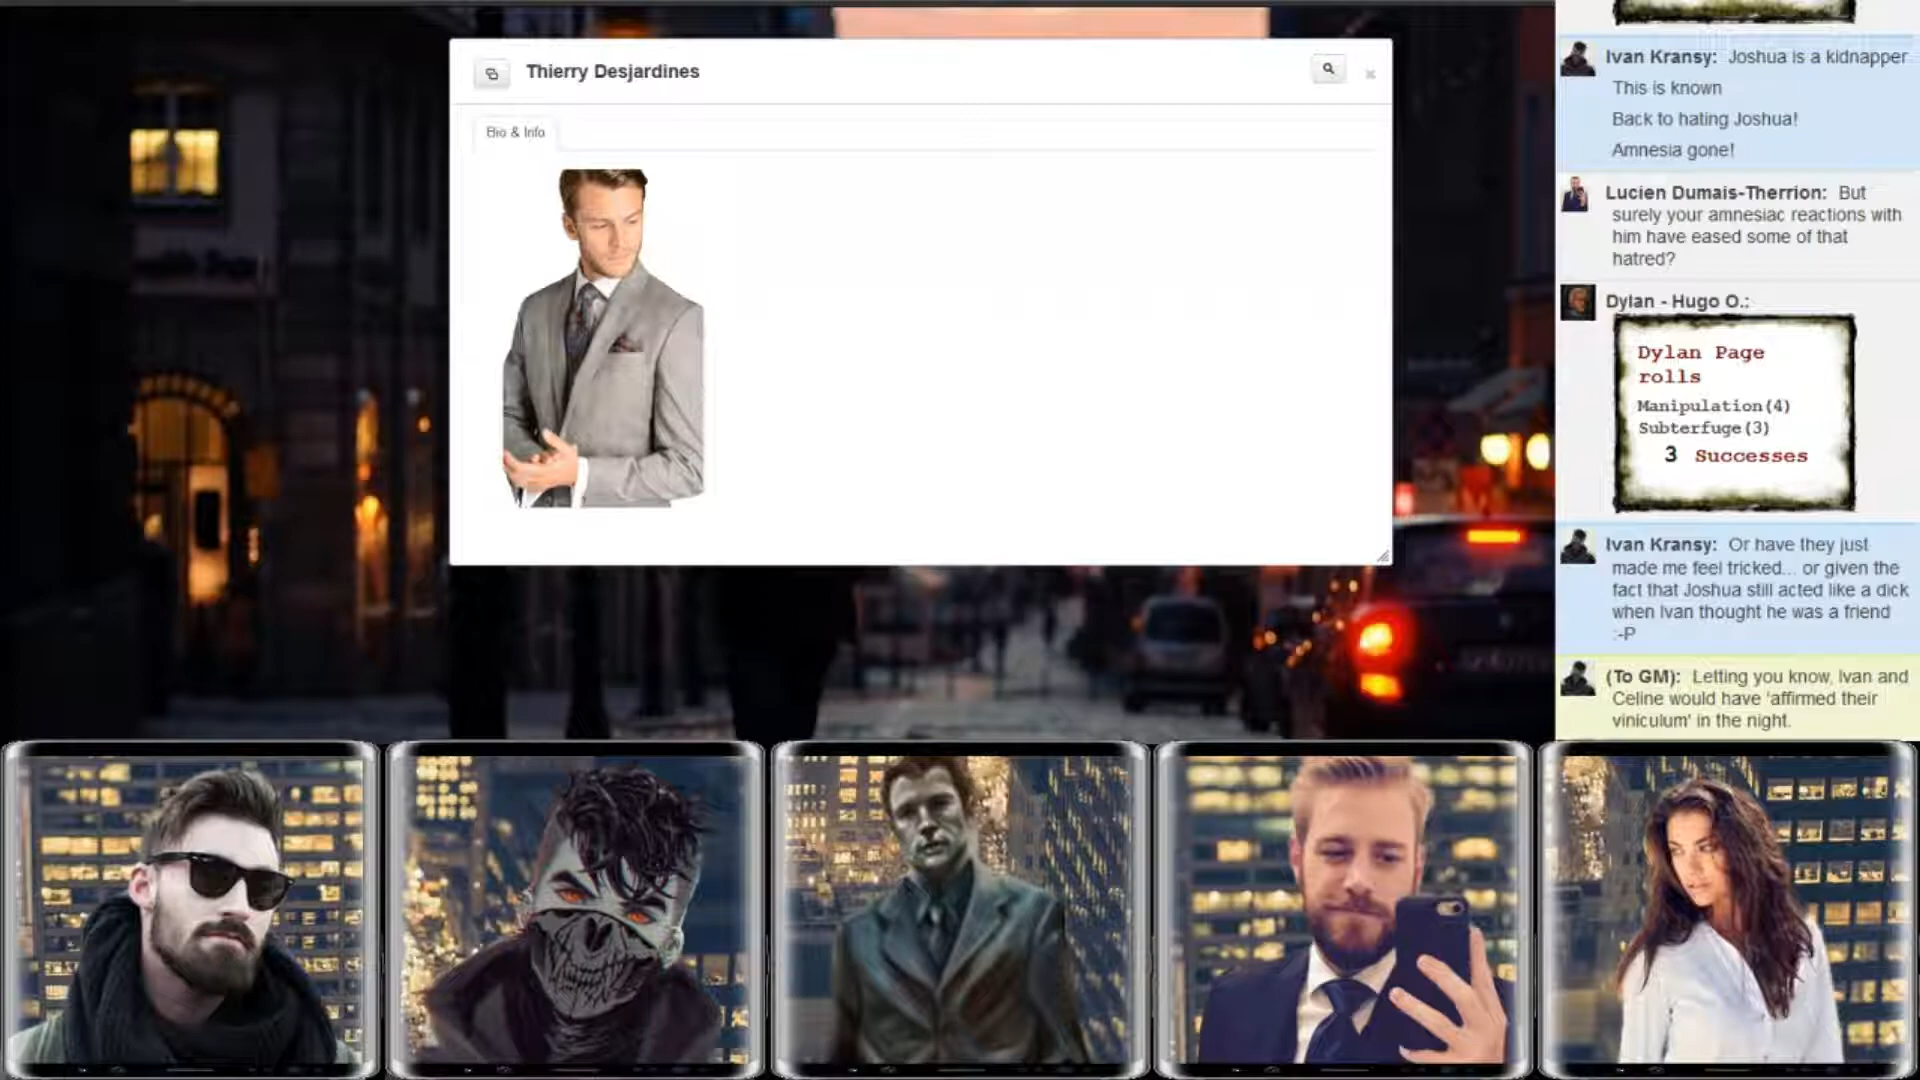 Thierry Desjardines
Bio & Info
Ivan Kransy: Joshua is a kidnapper
This is known
Back to hating Joshua!
Amnesia gone!
Lucien Dumais-Therrion: But
surely your amnesiac reactions with
him have eased some of that
hatred?
Dylan - Hugo O.:
Dylan Page
rolls
Manipulation(4)
Subterfuge(3)
3 Successes
Ivan Kransy: Or have they just
made me feel tricked... or given the
fact that Joshua still acted like a dick
when Ivan thought he was a friend
:-P
(To GM): Letting you know, Ivan and
Celine would have 'affirmed their
viniculum' in the night.